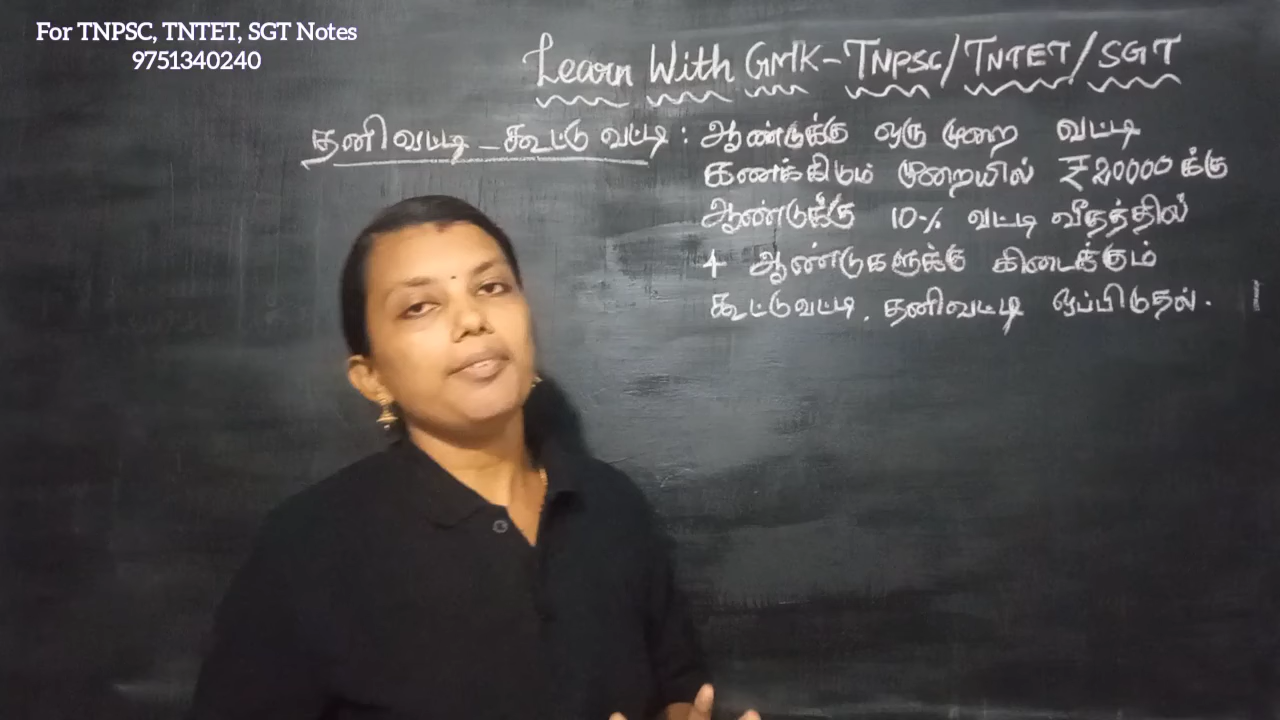 For TNPSC, TNTET, SGT Notes
9751340240
Learn With GMK - TNPSC/TNTET/SGT
தனிவட்டி - கூட்டு வட்டி : ஆண்டுக்கு ஒரு முறை வட்டி
கணக்கிடும் முறையில் ₹20000 க்கு
ஆண்டுக்கு 10% வட்டி வீதத்தில்
4 ஆண்டுகளுக்கு கிடைக்கும்
கூட்டுவட்டி, தனிவட்டி ஒப்பிடுதல்.